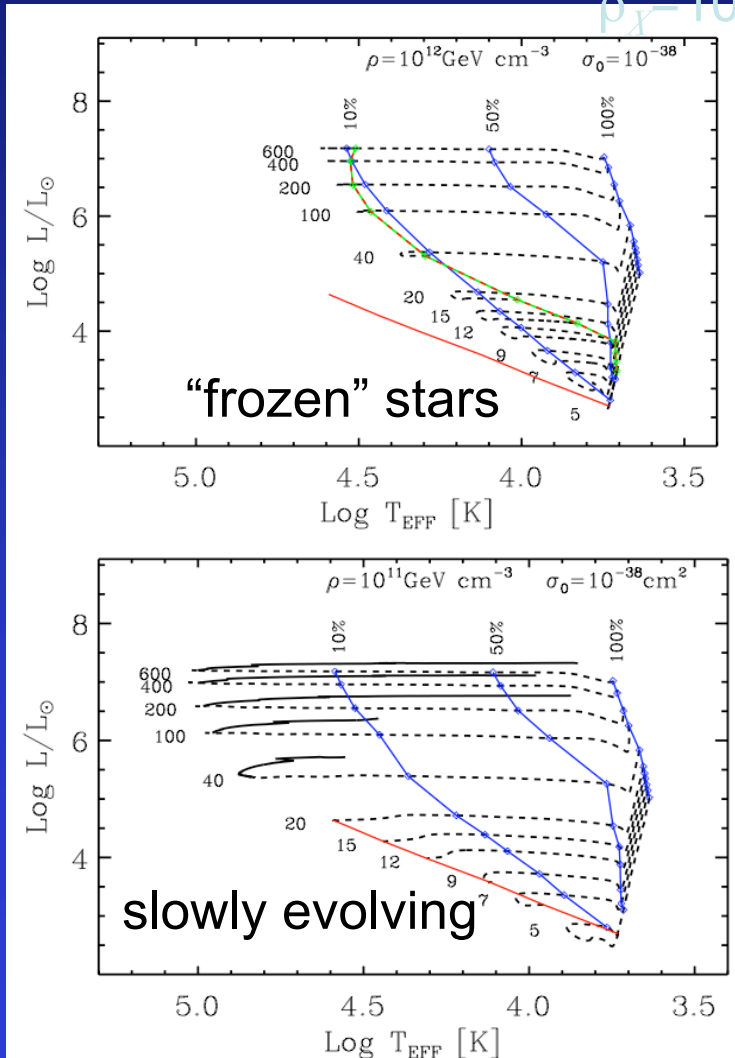 ρ_X=10
ρ=10¹²GeV cm⁻³ σ₀=10⁻³⁸
10% 50% 100%
8
6
4
Log L/L☉
600
400
200
100
40
20
15
12
9
7
5
“frozen” stars
5.0 4.5 4.0 3.5
Log T_EFF [K]
ρ=10¹¹GeV cm⁻³ σ₀=10⁻³⁸cm²
10% 50% 100%
8
6
4
Log L/L☉
600
400
200
100
40
20
15
12
9
7
5
slowly evolving
5.0 4.5 4.0 3.5
Log T_EFF [K]